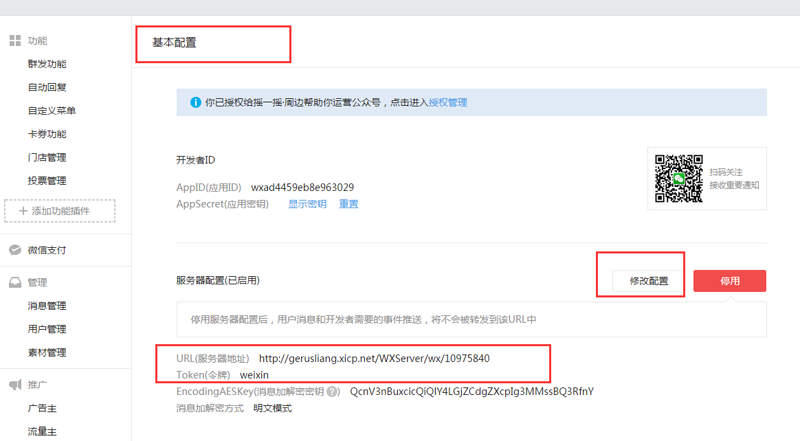 功能
群发功能
自动回复
自定义菜单
卡券功能
门店管理
投票管理
添加功能插件
微信支付
管理
消息管理
用户管理
素材管理
推广
广告主
流量主
基本配置
你已授权给摇一摇·周边帮助你运营公众号，点击进入授权管理
开发者ID
AppID(应用ID) wxad4459eb8e963029
AppSecret(应用密钥) 显示密钥 重置
扫码关注
接收重要通知
服务器配置(已启用) 修改配置 停用
停用服务器配置后，用户消息和开发者需要的事件推送，将不会被转发到该URL中
URL(服务器地址) http://gerusliang.xicp.net/WXServer/wx/10975840
Token(令牌) weixin
EncodingAESKey(消息加解密密钥 ?) QcnV3nBuxcicQiQIY4LGjZCdgZXcpIg3MMssBQ3RfnY
消息加解密方式 明文模式